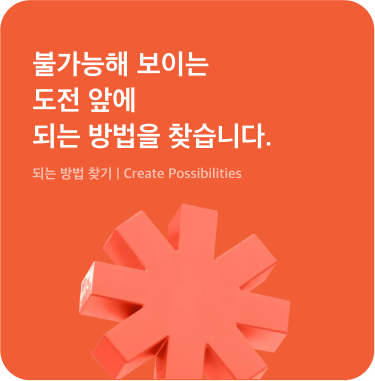 불가능해 보이는
도전 앞에
되는 방법을 찾습니다.
되는 방법 찾기 | Create Possibilities